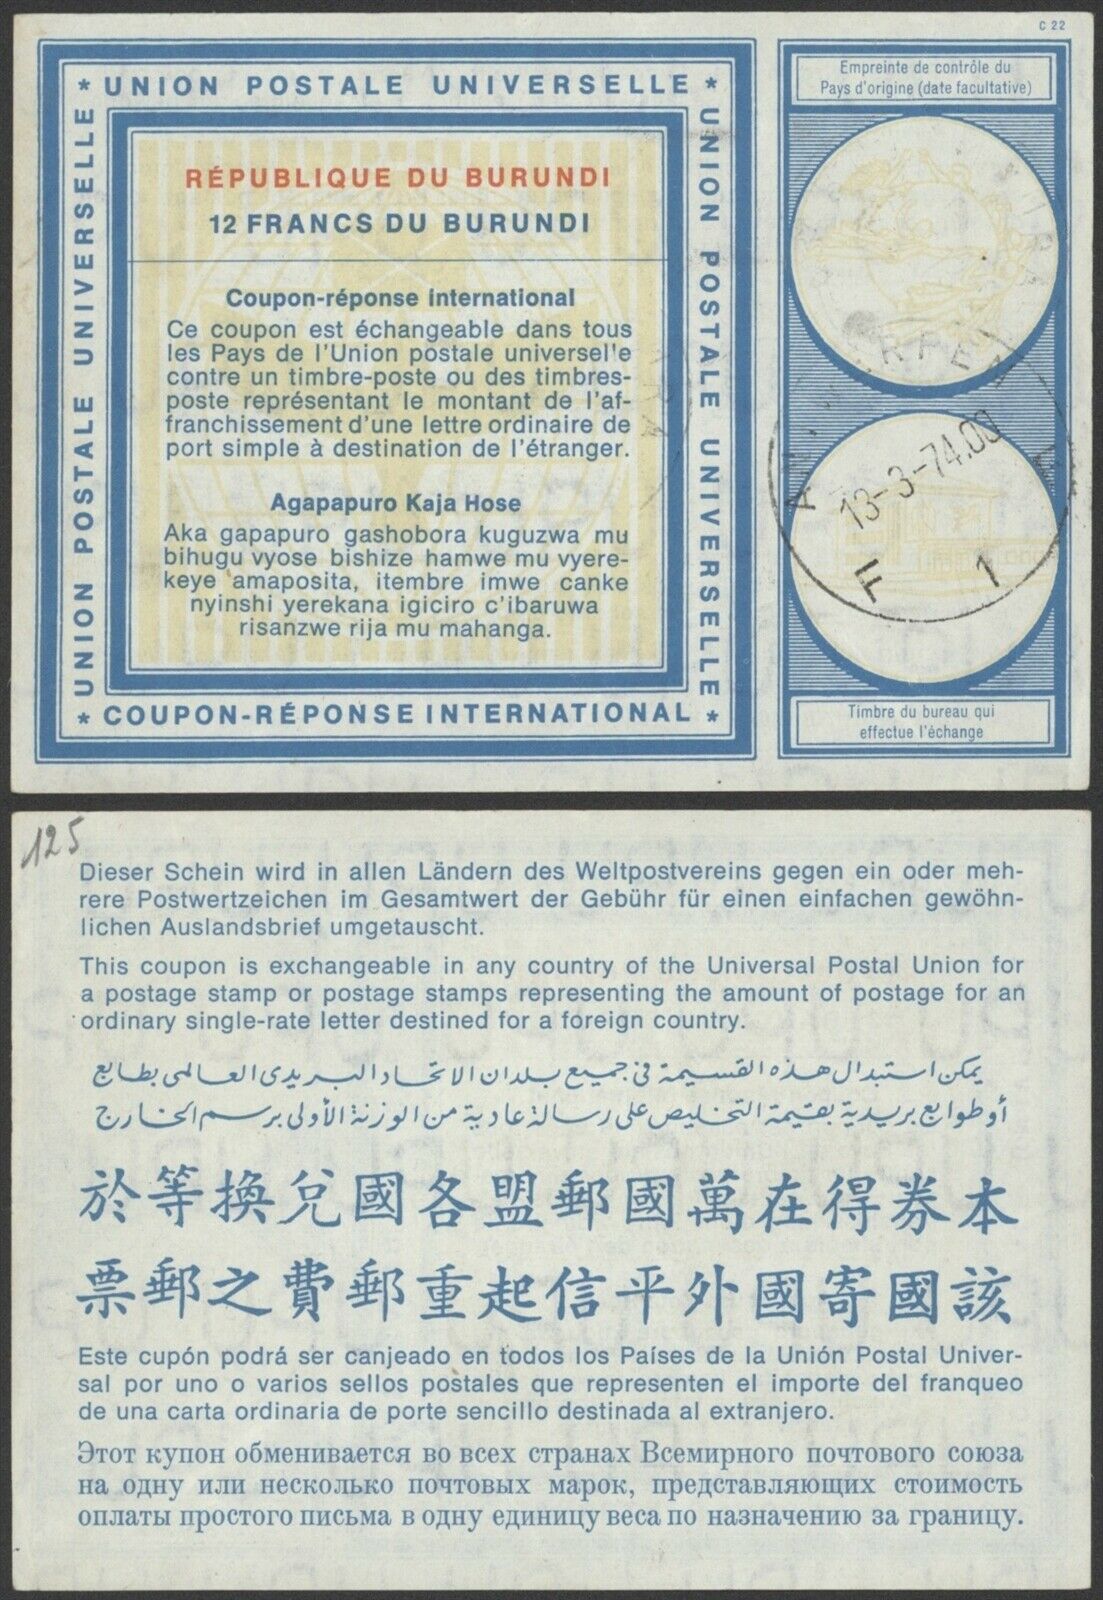 C 22
* UNION POSTALE UNIVERSELLE *
UNION POSTALE UNIVERSELLE
UNION POSTALE UNIVERSELLE
RÉPUBLIQUE DU BURUNDI
12 FRANCS DU BURUNDI
Coupon-réponse international
Ce coupon est échangeable dans tous
les Pays de l'Union postale universel'e
contre un timbre-poste ou des timbres-
poste représentant le montant de l'af-
franchissement d'une lettre ordinaire de
port simple à destination de l'étranger.
Agapapuro Kaja Hose
Aka gapapuro gashobora kuguzwa mu
bihugu vyose bishize hamwe mu vyere-
keye amaposita, itembre imwe canke
nyinshi yerekana igiciro c'ibaruwa
risanzwe rija mu mahanga.
* COUPON-RÉPONSE INTERNATIONAL *
Empreinte de contrôle du
Pays d'origine (date facultative)
13-3-74.00
1
Timbre du bureau qui
effectue l'échange
125
Dieser Schein wird in allen Ländern des Weltpostvereins gegen ein oder meh-
rere Postwertzeichen im Gesamtwert der Gebühr für einen einfachen gewöhn-
lichen Auslandsbrief umgetauscht.
This coupon is exchangeable in any country of the Universal Postal Union for
a postage stamp or postage stamps representing the amount of postage for an
ordinary single-rate letter destined for a foreign country.
يمكن استبدال هذه القسيمة في جميع بلدان الاتحاد البريدى العالمى بطابع
أو طوابع بريدية بقيمة التخليص على رسالة عادية من الوزنة الأولى برسم الخارج
於等換兌國各盟郵國萬在得券本
票郵之費郵重起信平外國寄國該
Este cupón podrá ser canjeado en todos los Países de la Unión Postal Univer-
sal por uno o varios sellos postales que representen el importe del franqueo
de una carta ordinaria de porte sencillo destinada al extranjero.
Этот купон обменивается во всех странах Всемирного почтового союза
на одну или несколько почтовых марок, представляющих стоимость
оплаты простого письма в одну единицу веса по назначению за границу.